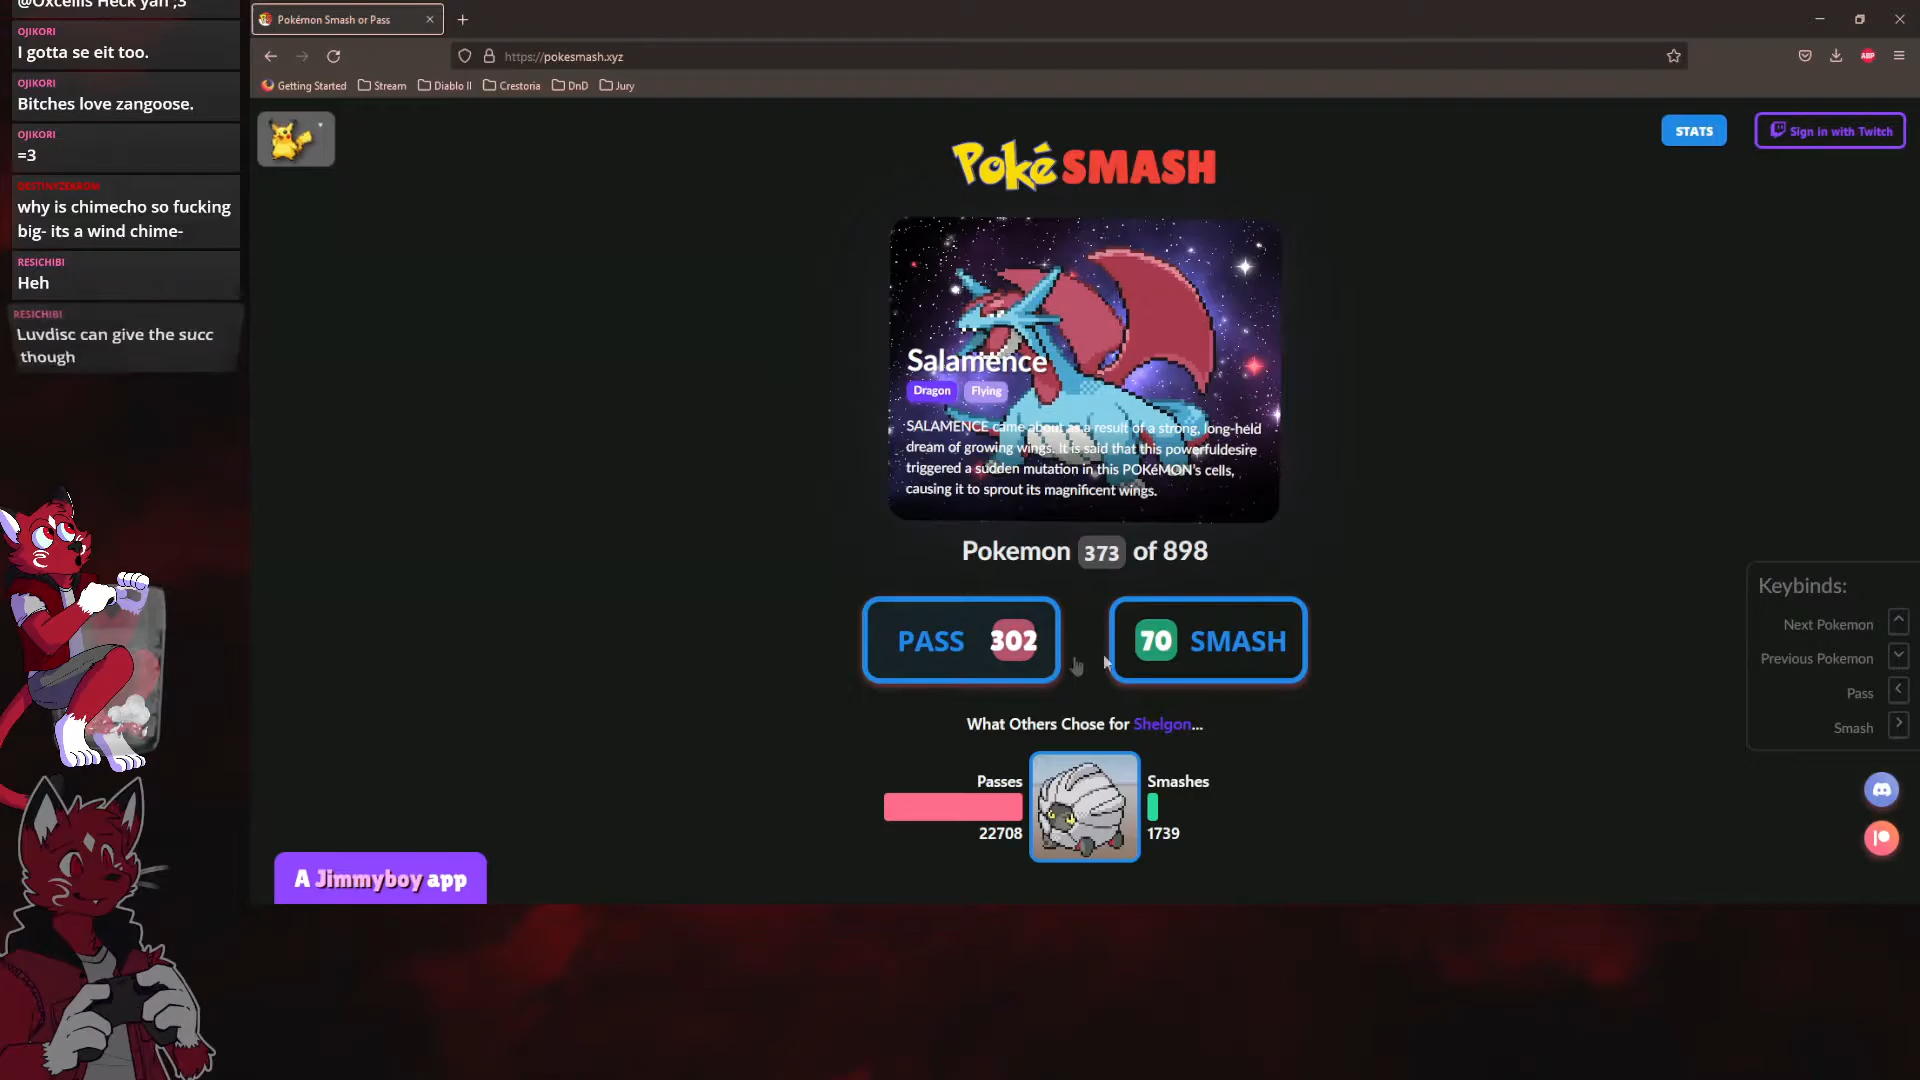 @Oxcellis Heck yah ;3
OJIKORI
I gotta se eit too.
OJIKORI
Bitches love zangoose.
OJIKORI
=3
DESTINYZEKROM
why is chimecho so fucking
big- its a wind chime-
RESICHIBI
Heh
RESICHIBI
Luvdisc can give the succ
though
Pokémon Smash or Pass
https://pokesmash.xyz
ABP
Getting Started
Stream
Diablo II
Crestoria
DnD
Jury
STATS
Sign in with Twitch
Poké SMASH
Salamence
Dragon
Flying
SALAMENCE came about as a result of a strong, long-held
dream of growing wings. It is said that this powerfuldesire
triggered a sudden mutation in this POKéMON's cells,
causing it to sprout its magnificent wings.
Pokemon 373 of 898
PASS 302
70 SMASH
What Others Chose for Shelgon...
Passes
22708
Smashes
1739
Keybinds:
Next Pokemon
Previous Pokemon
Pass
Smash
A Jimmyboy app